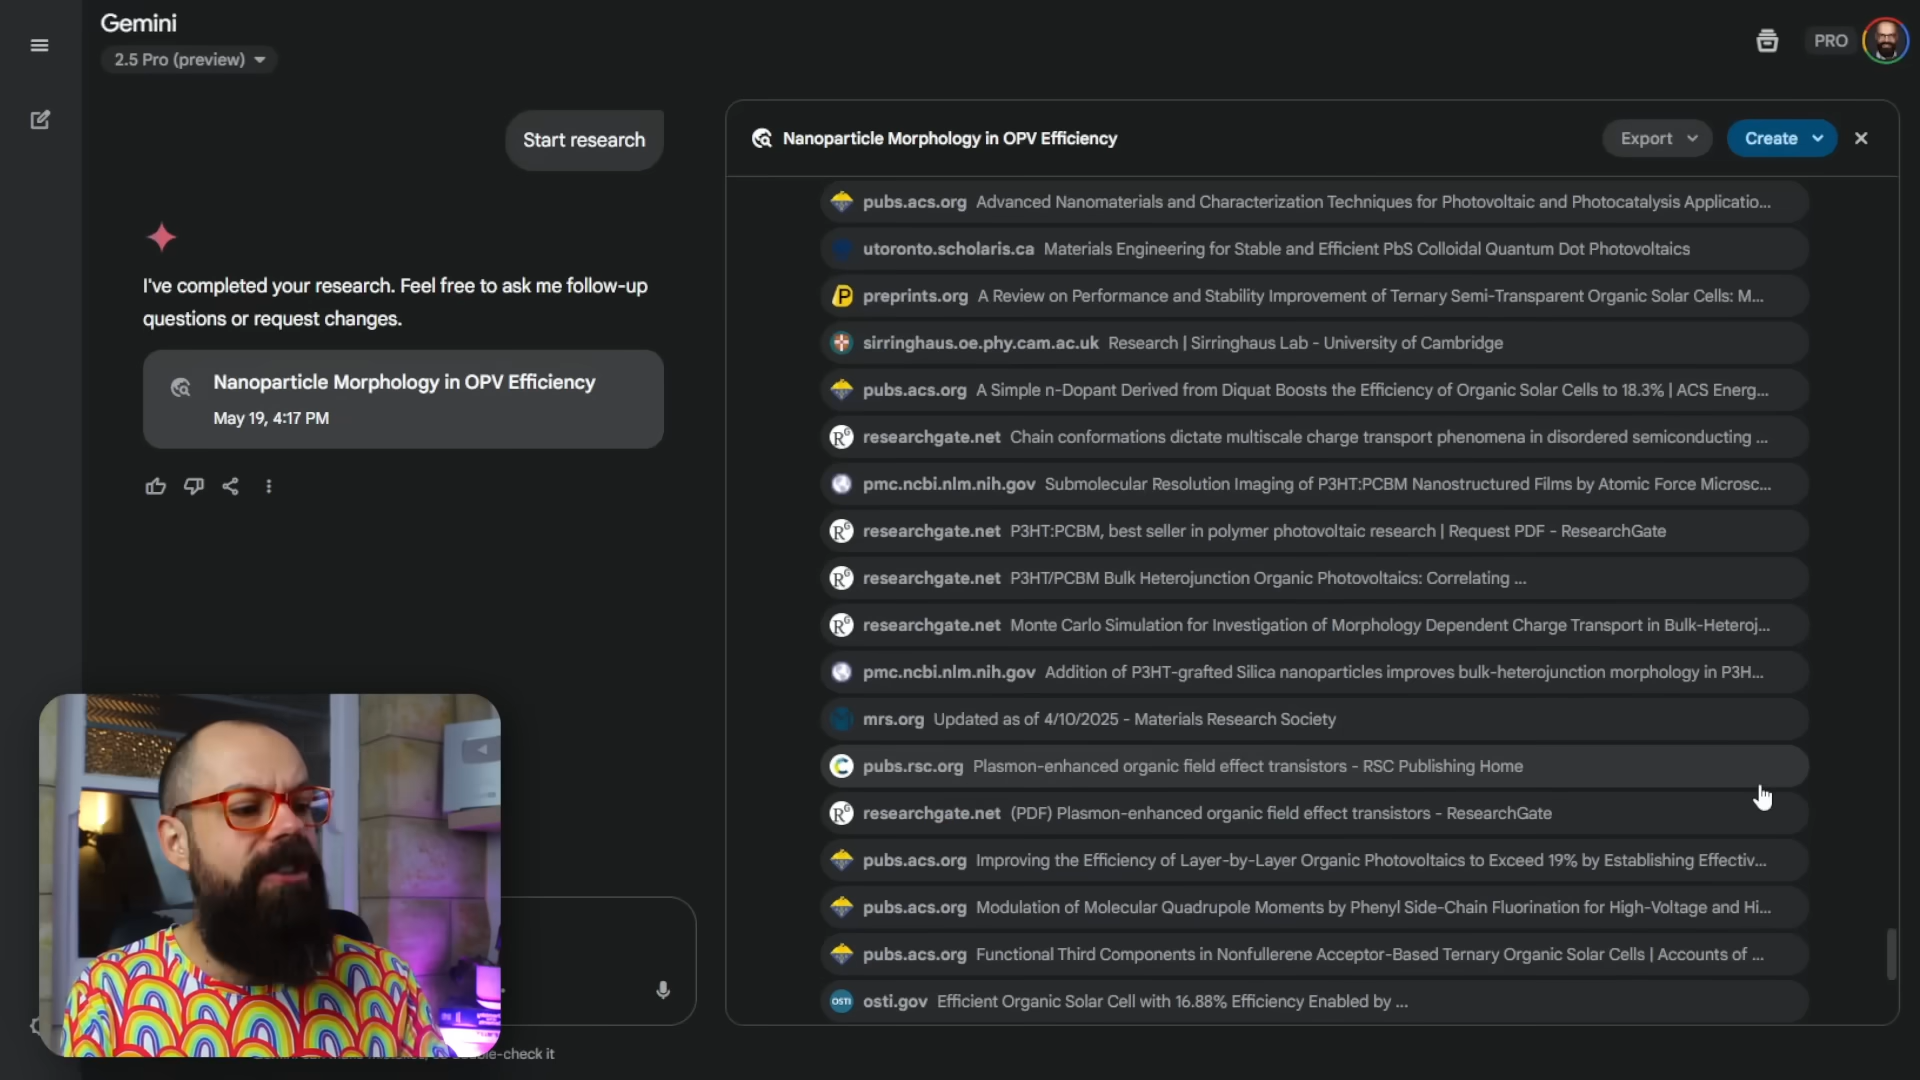 Gemini
2.5 Pro (preview)
PRO
Start research
I've completed your research. Feel free to ask me follow-up
questions or request changes.
Nanoparticle Morphology in OPV Efficiency
May 19, 4:17 PM
Nanoparticle Morphology in OPV Efficiency
Export
Create
pubs.acs.org Advanced Nanomaterials and Characterization Techniques for Photovoltaic and Photocatalysis Applicatio...
utoronto.scholaris.ca Materials Engineering for Stable and Efficient PbS Colloidal Quantum Dot Photovoltaics
P preprints.org A Review on Performance and Stability Improvement of Ternary Semi-Transparent Organic Solar Cells: M...
sirringhaus.oe.phy.cam.ac.uk Research | Sirringhaus Lab - University of Cambridge
pubs.acs.org A Simple n-Dopant Derived from Diquat Boosts the Efficiency of Organic Solar Cells to 18.3% | ACS Energ...
RG researchgate.net Chain conformations dictate multiscale charge transport phenomena in disordered semiconducting ...
pmc.ncbi.nlm.nih.gov Submolecular Resolution Imaging of P3HT:PCBM Nanostructured Films by Atomic Force Microsc...
RG researchgate.net P3HT:PCBM, best seller in polymer photovoltaic research | Request PDF - ResearchGate
RG researchgate.net P3HT/PCBM Bulk Heterojunction Organic Photovoltaics: Correlating ...
RG researchgate.net Monte Carlo Simulation for Investigation of Morphology Dependent Charge Transport in Bulk-Heteroj...
pmc.ncbi.nlm.nih.gov Addition of P3HT-grafted Silica nanoparticles improves bulk-heterojunction morphology in P3H...
mrs.org Updated as of 4/10/2025 - Materials Research Society
pubs.rsc.org Plasmon-enhanced organic field effect transistors - RSC Publishing Home
RG researchgate.net (PDF) Plasmon-enhanced organic field effect transistors - ResearchGate
pubs.acs.org Improving the Efficiency of Layer-by-Layer Organic Photovoltaics to Exceed 19% by Establishing Effectiv...
pubs.acs.org Modulation of Molecular Quadrupole Moments by Phenyl Side-Chain Fluorination for High-Voltage and Hi...
pubs.acs.org Functional Third Components in Nonfullerene Acceptor-Based Ternary Organic Solar Cells | Accounts of ...
OSTI osti.gov Efficient Organic Solar Cell with 16.88% Efficiency Enabled by ...
-check it